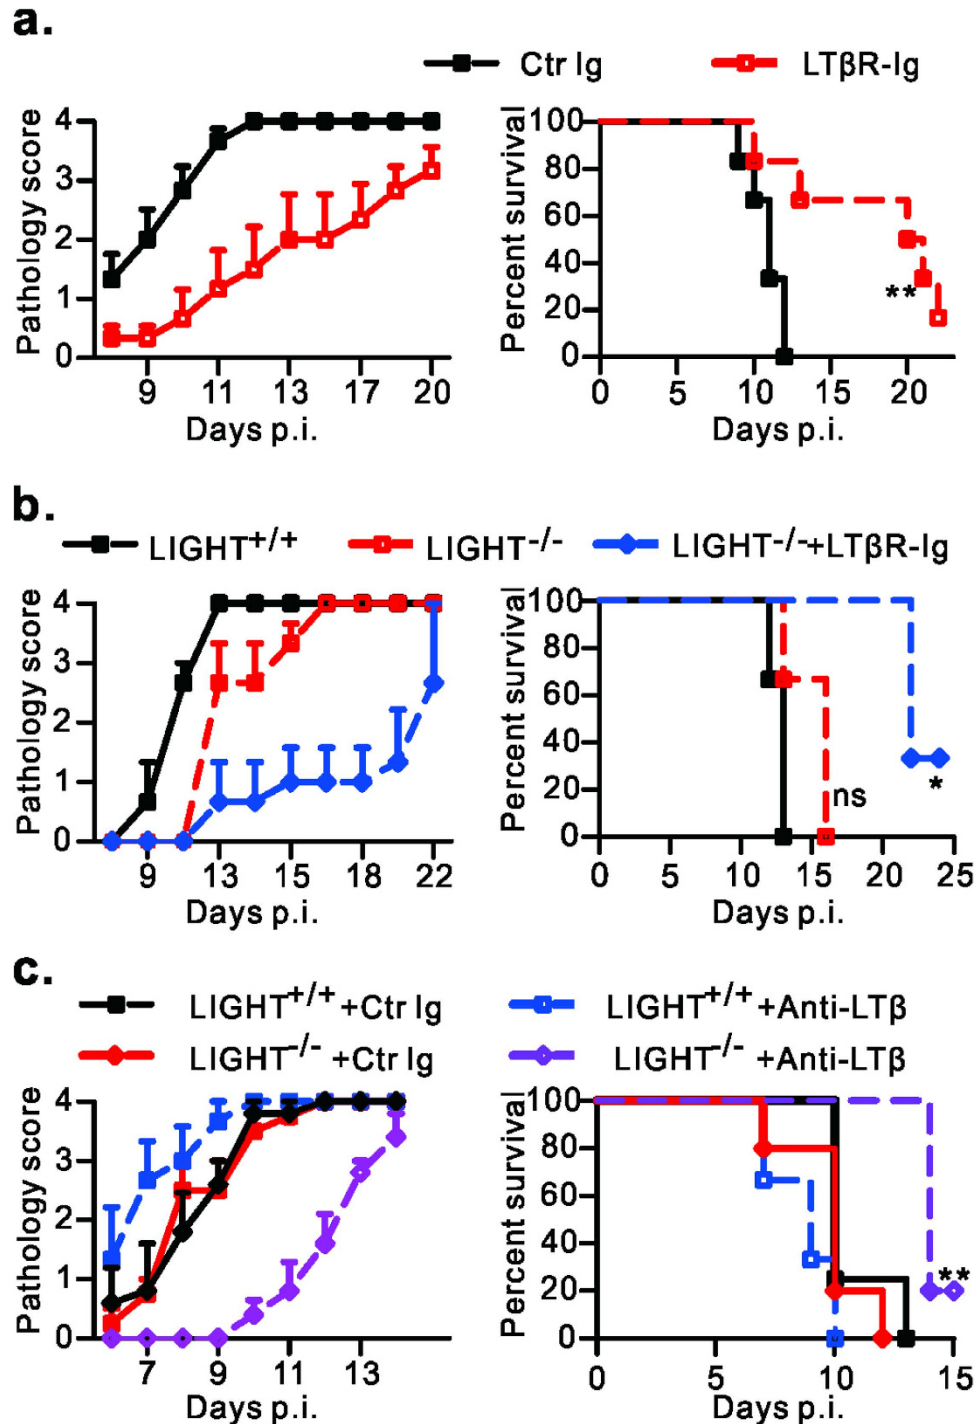 a.
Ctr Ig
LTβR-Ig
Pathology score
4
3
2
1
0
9 11 13 17 20
Days p.i.
Percent survival
100
80
60
40
20
0
0 5 10 15 20
Days p.i.
**
b.
LIGHT+/+
LIGHT-/-
LIGHT-/-+LTβR-Ig
Pathology score
4
3
2
1
0
9 13 15 18 22
Days p.i.
Percent survival
100
80
60
40
20
0
0 5 10 15 20 25
Days p.i.
ns
*
c.
LIGHT+/+ +Ctr Ig
LIGHT+/+ +Anti-LTβ
LIGHT-/- +Ctr Ig
LIGHT-/- +Anti-LTβ
Pathology score
4
3
2
1
0
7 9 11 13
Days p.i.
Percent survival
100
80
60
40
20
0
0 5 10 15
Days p.i.
**